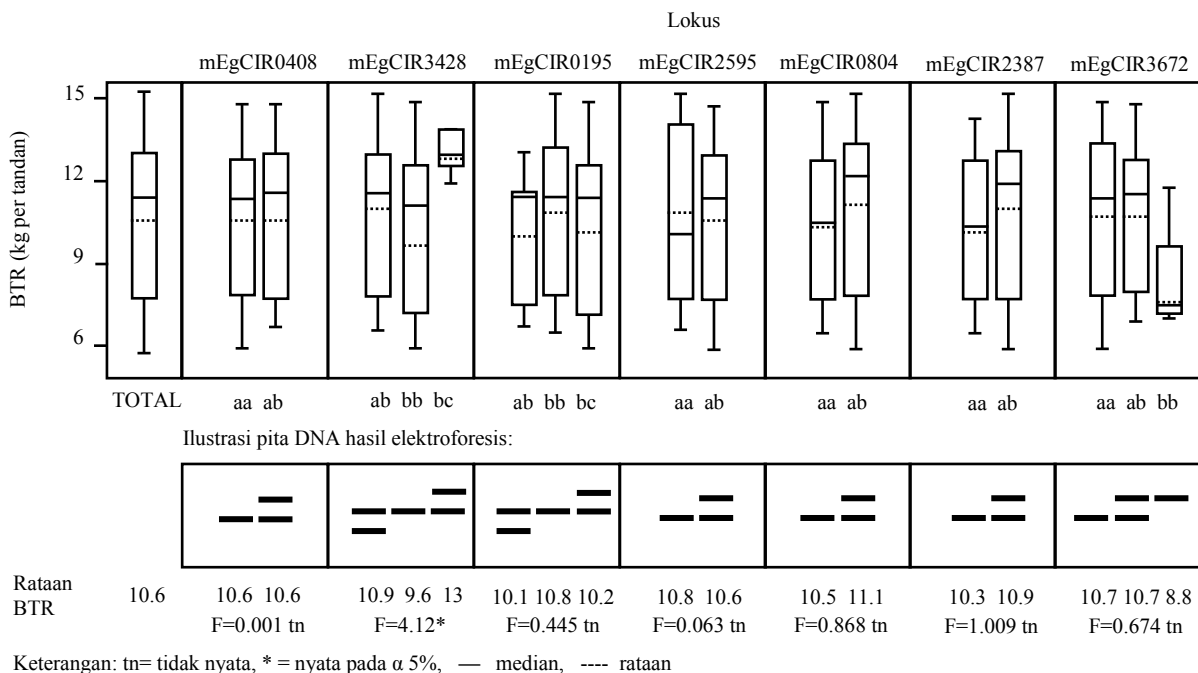 Lokus
mEgCIR0408 mEgCIR3428 mEgCIR0195 mEgCIR2595 mEgCIR0804 mEgCIR2387 mEgCIR3672
BTR (kg per tandan)
15
12
9
6
TOTAL aa ab ab bb bc ab bb bc aa ab aa ab aa ab aa ab bb
Ilustrasi pita DNA hasil elektroforesis:
Rataan
BTR
10.6 10.6 10.6 10.9 9.6 13 10.1 10.8 10.2 10.8 10.6 10.5 11.1 10.3 10.9 10.7 10.7 8.8
F=0.001 tn F=4.12* F=0.445 tn F=0.063 tn F=0.868 tn F=1.009 tn F=0.674 tn
Keterangan: tn= tidak nyata, * = nyata pada α 5%, — median, ---- rataan